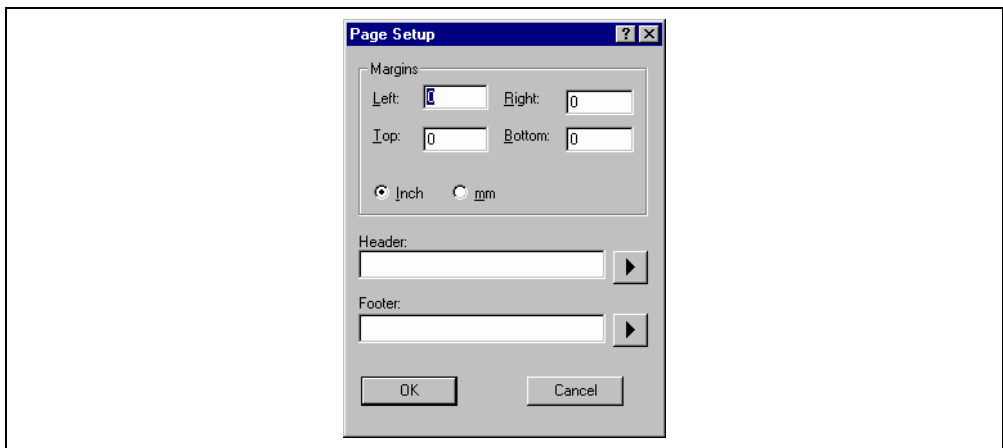 Page Setup ? 
Margins
Left: 0 Right: 0
Top: 0 Bottom: 0
Inch mm
Header:
Footer:
OK Cancel